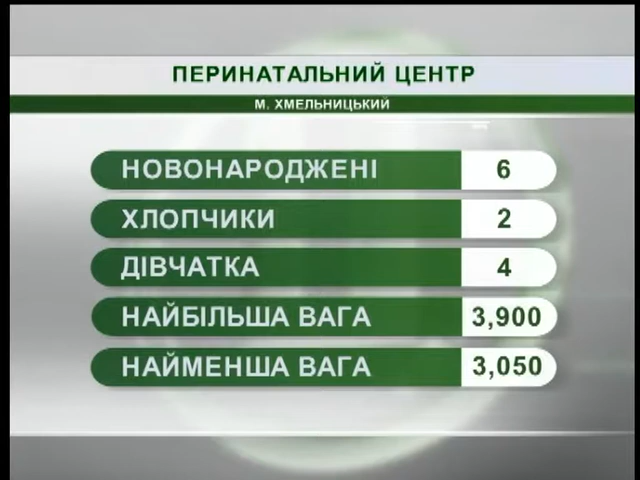 ПЕРИНАТАЛЬНИЙ ЦЕНТР
М. ХМЕЛЬНИЦЬКИЙ
НОВОНАРОДЖЕНІ 6
ХЛОПЧИКИ 2
ДІВЧАТКА 4
НАЙБІЛЬША ВАГА 3,900
НАЙМЕНША ВАГА 3,050